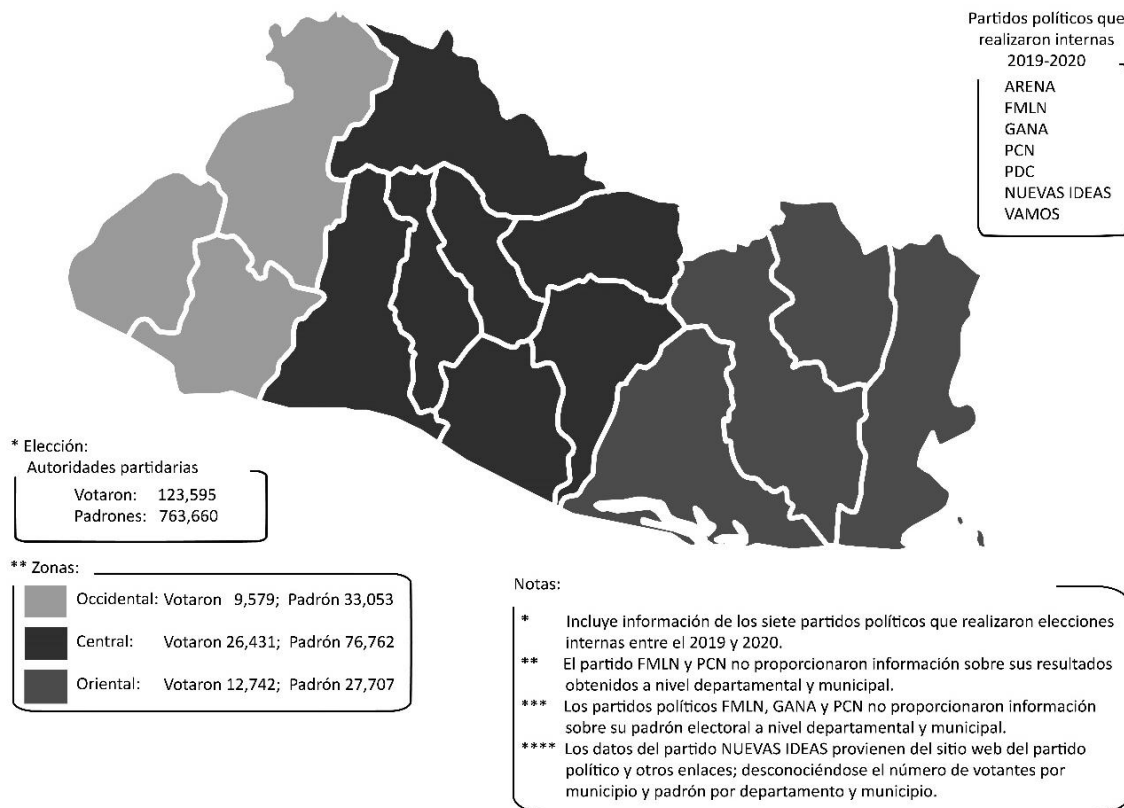 Partidos políticos que
realizaron internas
2019-2020
ARENA
FMLN
GANA
PCN
PDC
NUEVAS IDEAS
VAMOS
* Elección:
Autoridades partidarias
Votaron: 123,595
Padrones: 763,660
** Zonas:
Occidental: Votaron 9,579; Padrón 33,053
Central: Votaron 26,431; Padrón 76,762
Oriental: Votaron 12,742; Padrón 27,707
Notas:
* Incluye información de los siete partidos políticos que realizaron elecciones
internas entre el 2019 y 2020.
** El partido FMLN y PCN no proporcionaron información sobre sus resultados
obtenidos a nivel departamental y municipal.
*** Los partidos políticos FMLN, GANA y PCN no proporcionaron información
sobre su padrón electoral a nivel departamental y municipal.
**** Los datos del partido NUEVAS IDEAS provienen del sitio web del partido
político y otros enlaces; desconociéndose el número de votantes por
municipio y padrón por departamento y municipio.